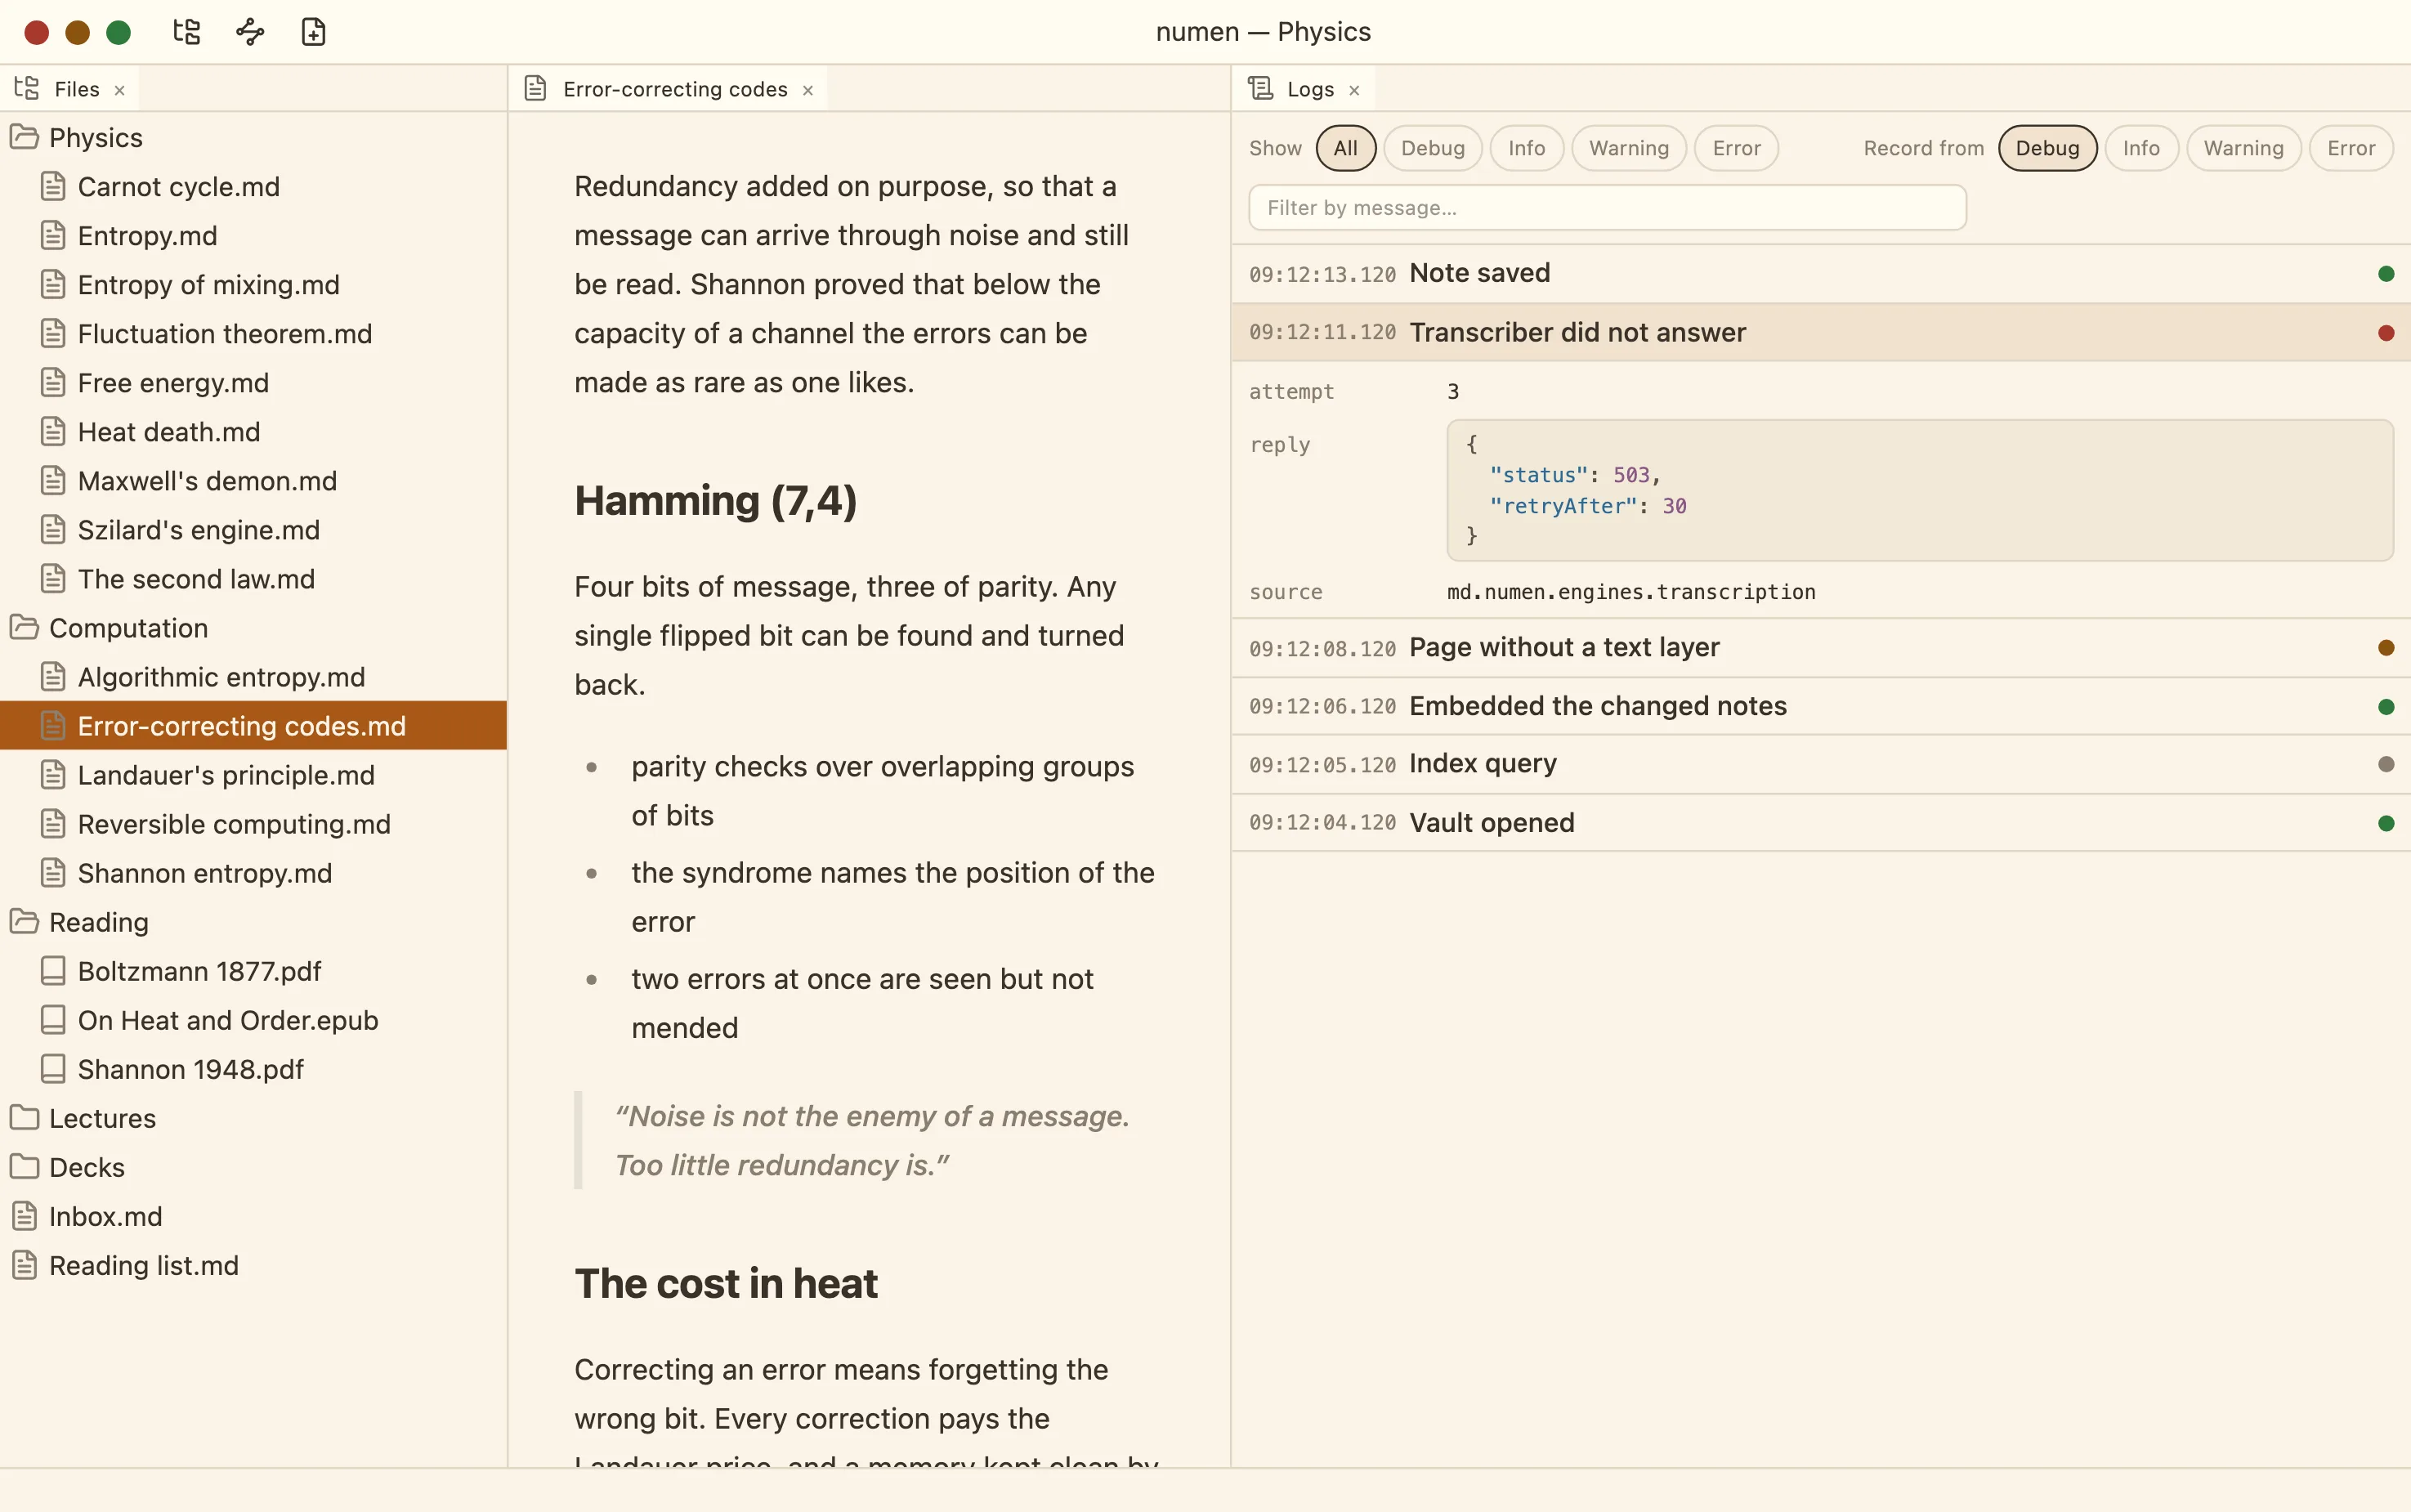 numen — Physics
Files ×
Physics
Carnot cycle.md
Entropy.md
Entropy of mixing.md
Fluctuation theorem.md
Free energy.md
Heat death.md
Maxwell's demon.md
Szilard's engine.md
The second law.md
Computation
Algorithmic entropy.md
Error-correcting codes.md
Landauer's principle.md
Reversible computing.md
Shannon entropy.md
Reading
Boltzmann 1877.pdf
On Heat and Order.epub
Shannon 1948.pdf
Lectures
Decks
Inbox.md
Reading list.md
Error-correcting codes ×
Redundancy added on purpose, so that a
message can arrive through noise and still
be read. Shannon proved that below the
capacity of a channel the errors can be
made as rare as one likes.
Hamming (7,4)
Four bits of message, three of parity. Any
single flipped bit can be found and turned
back.
• parity checks over overlapping groups
of bits
• the syndrome names the position of the
error
• two errors at once are seen but not
mended
“Noise is not the enemy of a message.
Too little redundancy is.”
The cost in heat
Correcting an error means forgetting the
wrong bit. Every correction pays the
Landauer price, and a memory kept clean by
Logs ×
Show All Debug Info Warning Error Record from Debug Info Warning Error
Filter by message...
09:12:13.120 Note saved
09:12:11.120 Transcriber did not answer
attempt 3
reply {
"status": 503,
"retryAfter": 30
}
source md.numen.engines.transcription
09:12:08.120 Page without a text layer
09:12:06.120 Embedded the changed notes
09:12:05.120 Index query
09:12:04.120 Vault opened